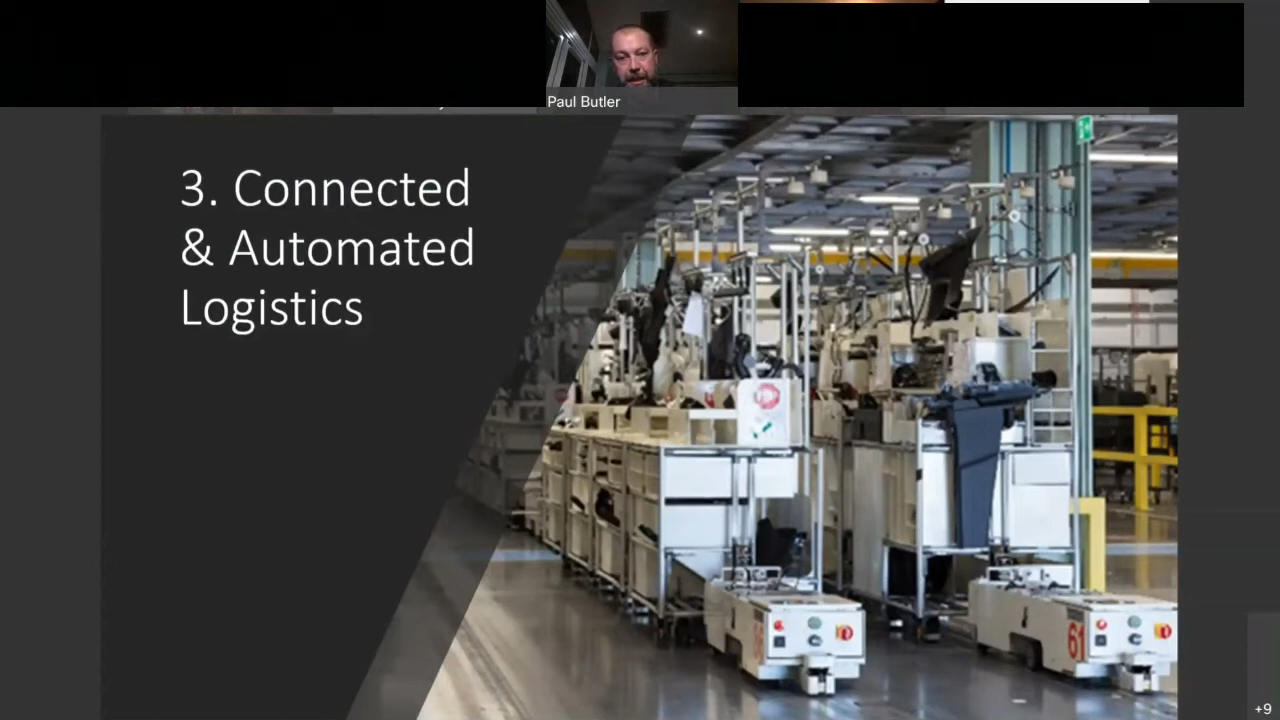 Paul Butler
3. Connected
& Automated
Logistics
61
+9